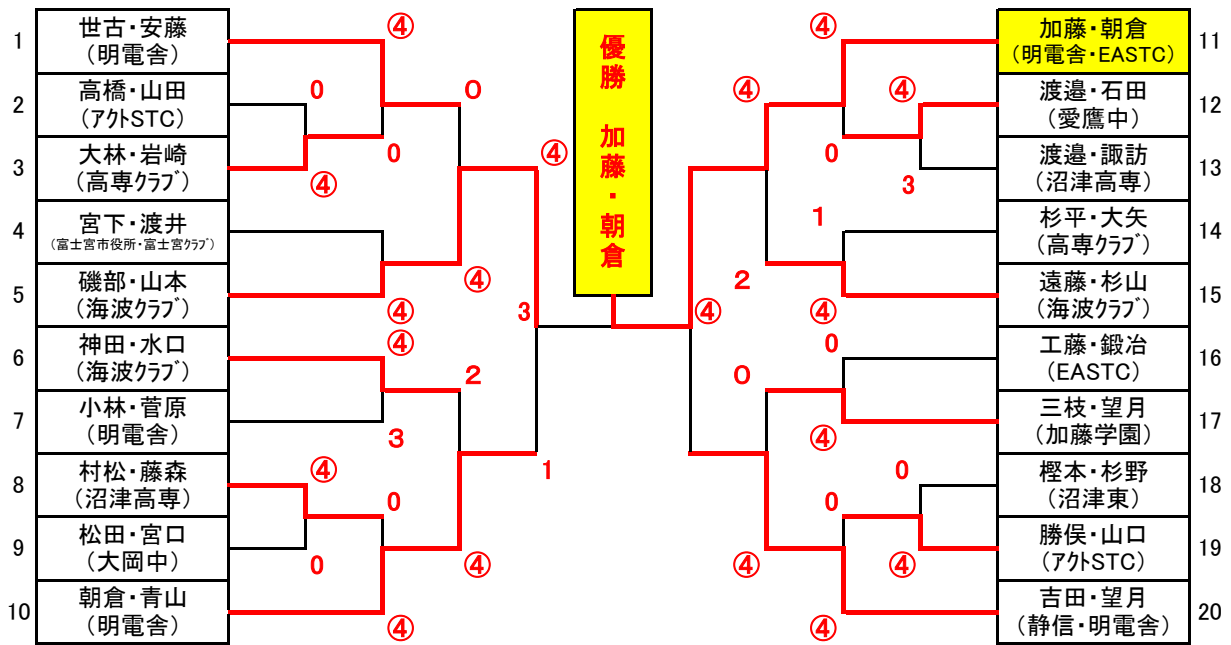 1
世古・安藤
(明電舎)
2
高橋・山田
(アクトSTC)
3
大林・岩崎
(高専クラブ)
4
宮下・渡井
(富士宮市役所・富士宮クラブ)
5
磯部・山本
(海波クラブ)
6
神田・水口
(海波クラブ)
7
小林・菅原
(明電舎)
8
村松・藤森
(沼津高専)
9
松田・宮口
(大岡中)
10
朝倉・青山
(明電舎)
④
0
0
0
④
④
④
④
④
3
2
3
④
0
0
1
④
④
優勝 加藤・朝倉
④
④
④
0
3
1
④
2
④
0
0
④
0
0
④
④
④
加藤・朝倉
(明電舎・EASTC)
11
渡邉・石田
(愛鷹中)
12
渡邉・諏訪
(沼津高専)
13
杉平・大矢
(高専クラブ)
14
遠藤・杉山
(海波クラブ)
15
工藤・鍛冶
(EASTC)
16
三枝・望月
(加藤学園)
17
樫本・杉野
(沼津東)
18
勝俣・山口
(アクトSTC)
19
吉田・望月
(静信・明電舎)
20